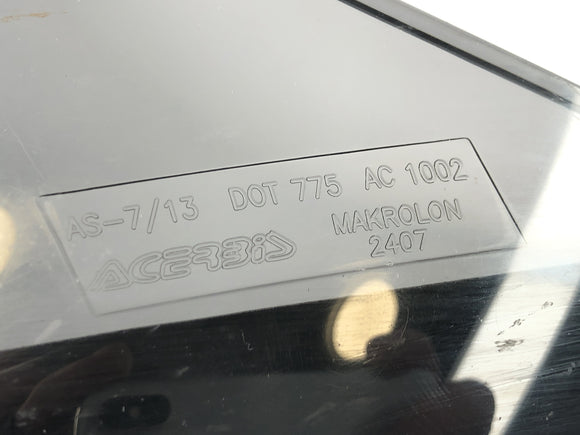 AS-7/13 DOT 775 AC 1002
ACERBIS MAKROLON
2407